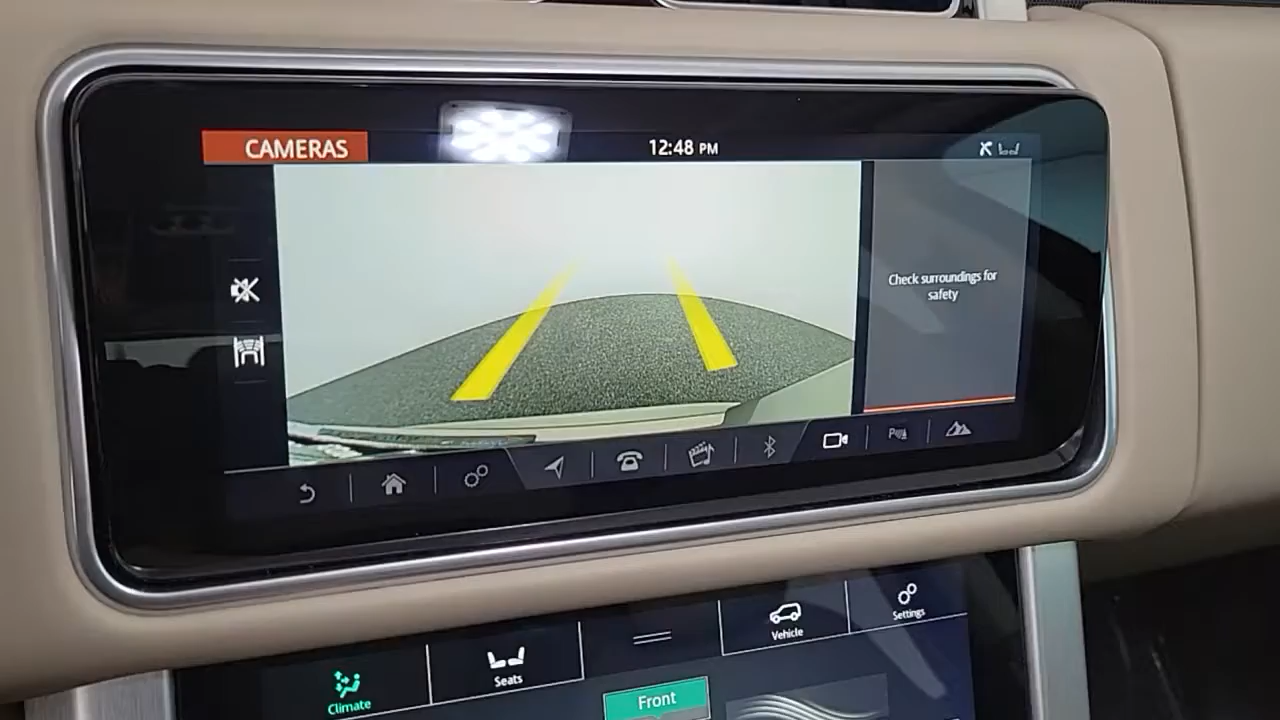 CAMERAS
12:48 PM
Check surroundings for
safety
Vehicle
Settings
Climate
Seats
Front